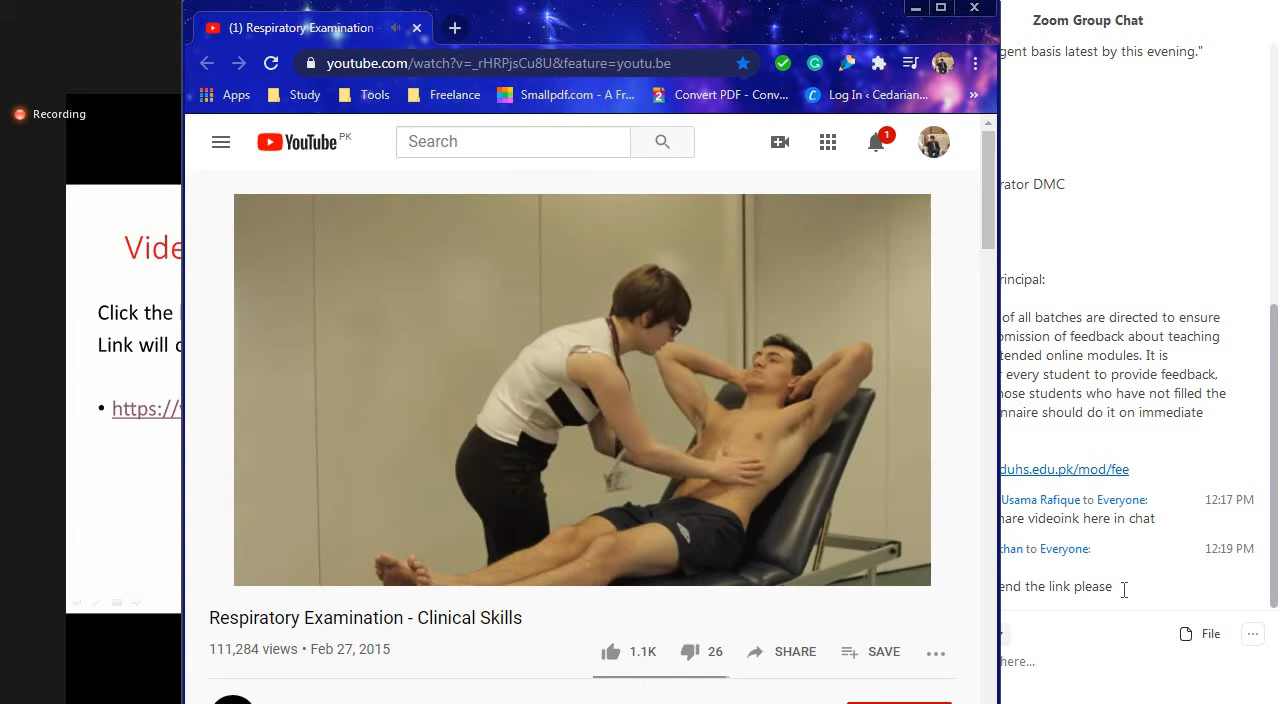 (1) Respiratory Examination -
youtube.com/watch?v=_rHRPjsCu8U&feature=youtu.be
Apps Study Tools Freelance Smallpdf.com - A Fr... Convert PDF - Conv... Log In ‹ Cedarian... »
Recording
YouTube PK
Search
1
Vide
Click the
Link will
• https://
Respiratory Examination - Clinical Skills
111,284 views • Feb 27, 2015
1.1K 26 SHARE SAVE
Zoom Group Chat
gent basis latest by this evening."
rator DMC
rincipal:
of all batches are directed to ensure
omission of feedback about teaching
tended online modules. It is
r every student to provide feedback,
nose students who have not filled the
nnaire should do it on immediate
duhs.edu.pk/mod/fee
Usama Rafique to Everyone: 12:17 PM
hare videoink here in chat
khan to Everyone: 12:19 PM
end the link please
File
here...